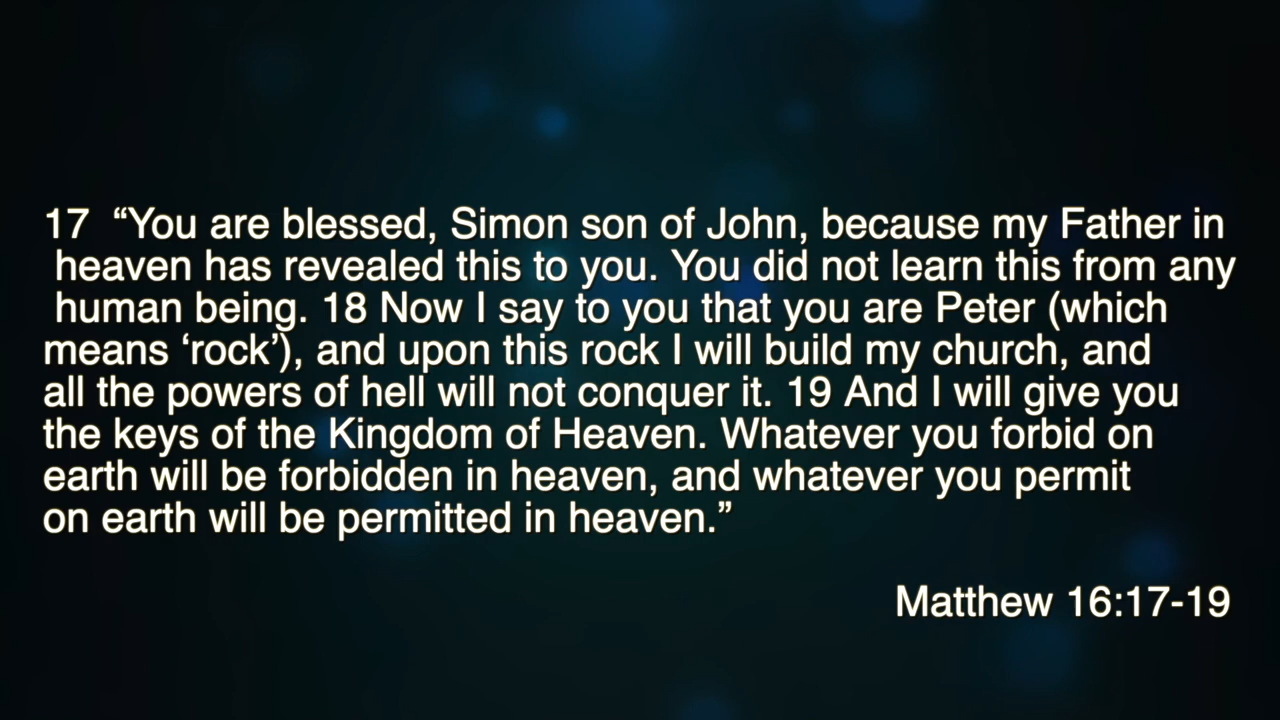 17 “You are blessed, Simon son of John, because my Father in
heaven has revealed this to you. You did not learn this from any
human being. 18 Now I say to you that you are Peter (which
means ‘rock’), and upon this rock I will build my church, and
all the powers of hell will not conquer it. 19 And I will give you
the keys of the Kingdom of Heaven. Whatever you forbid on
earth will be forbidden in heaven, and whatever you permit
on earth will be permitted in heaven.”
Matthew 16:17-19